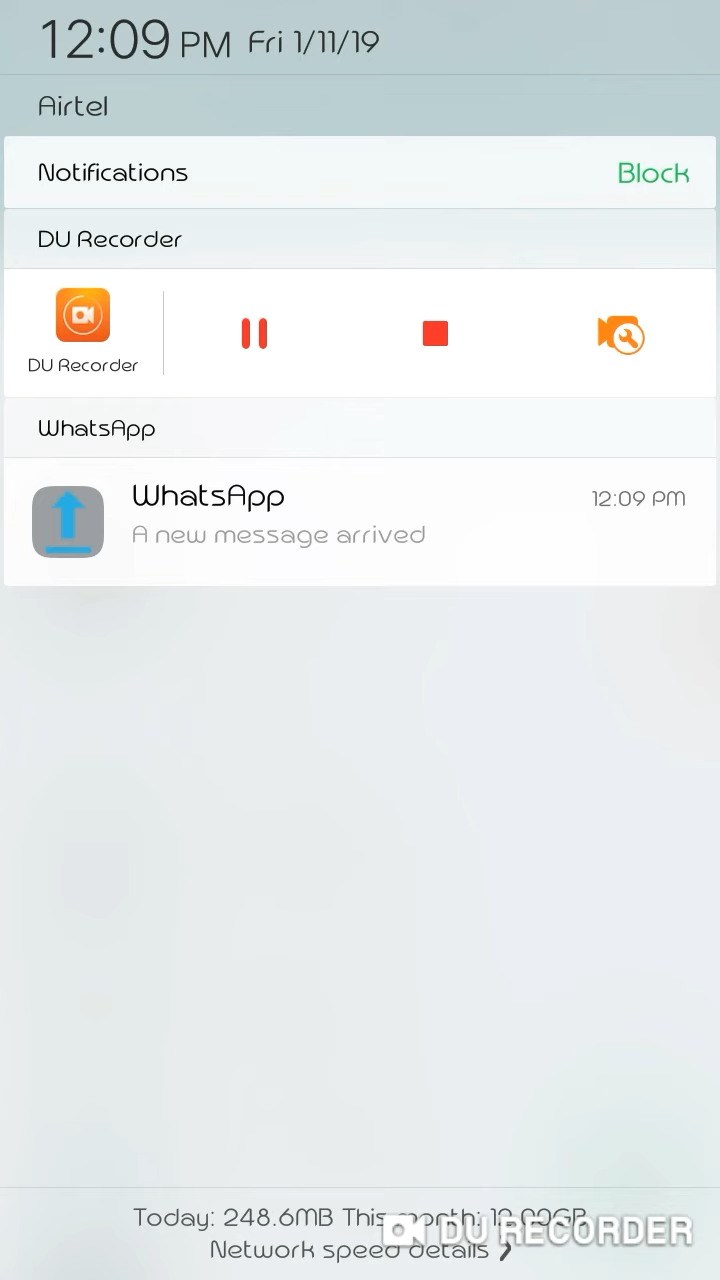 12:09 PM Fri 1/11/19
Airtel
Notifications Block
DU Recorder
DU Recorder
WhatsApp
WhatsApp 12:09 PM
A new message arrived
Today: 248.6MB This month:
DU RECORDER
Network speed details